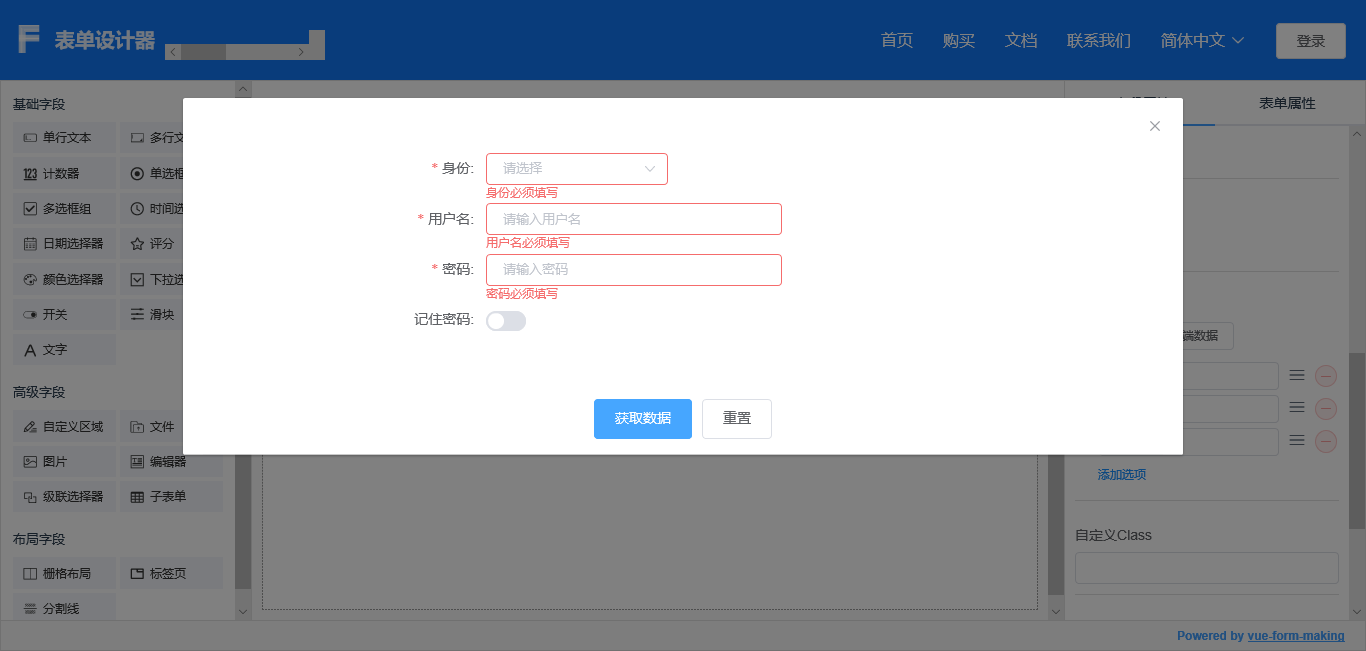 表单设计器
首页 购买 文档 联系我们 简体中文 登录
基础字段
单行文本 多行文
计数器 单选框
多选框组 时间选
日期选择器 评分
颜色选择器 下拉选
开关 滑块
文字
高级字段
自定义区域 文件
图片 编辑器
级联选择器 子表单
布局字段
栅格布局 标签页
分割线
* 身份: 请选择
身份必须填写
* 用户名: 请输入用户名
用户名必须填写
* 密码: 请输入密码
密码必须填写
记住密码:
获取数据 重置
表单属性
端数据
添加选项
自定义Class
Powered by vue-form-making